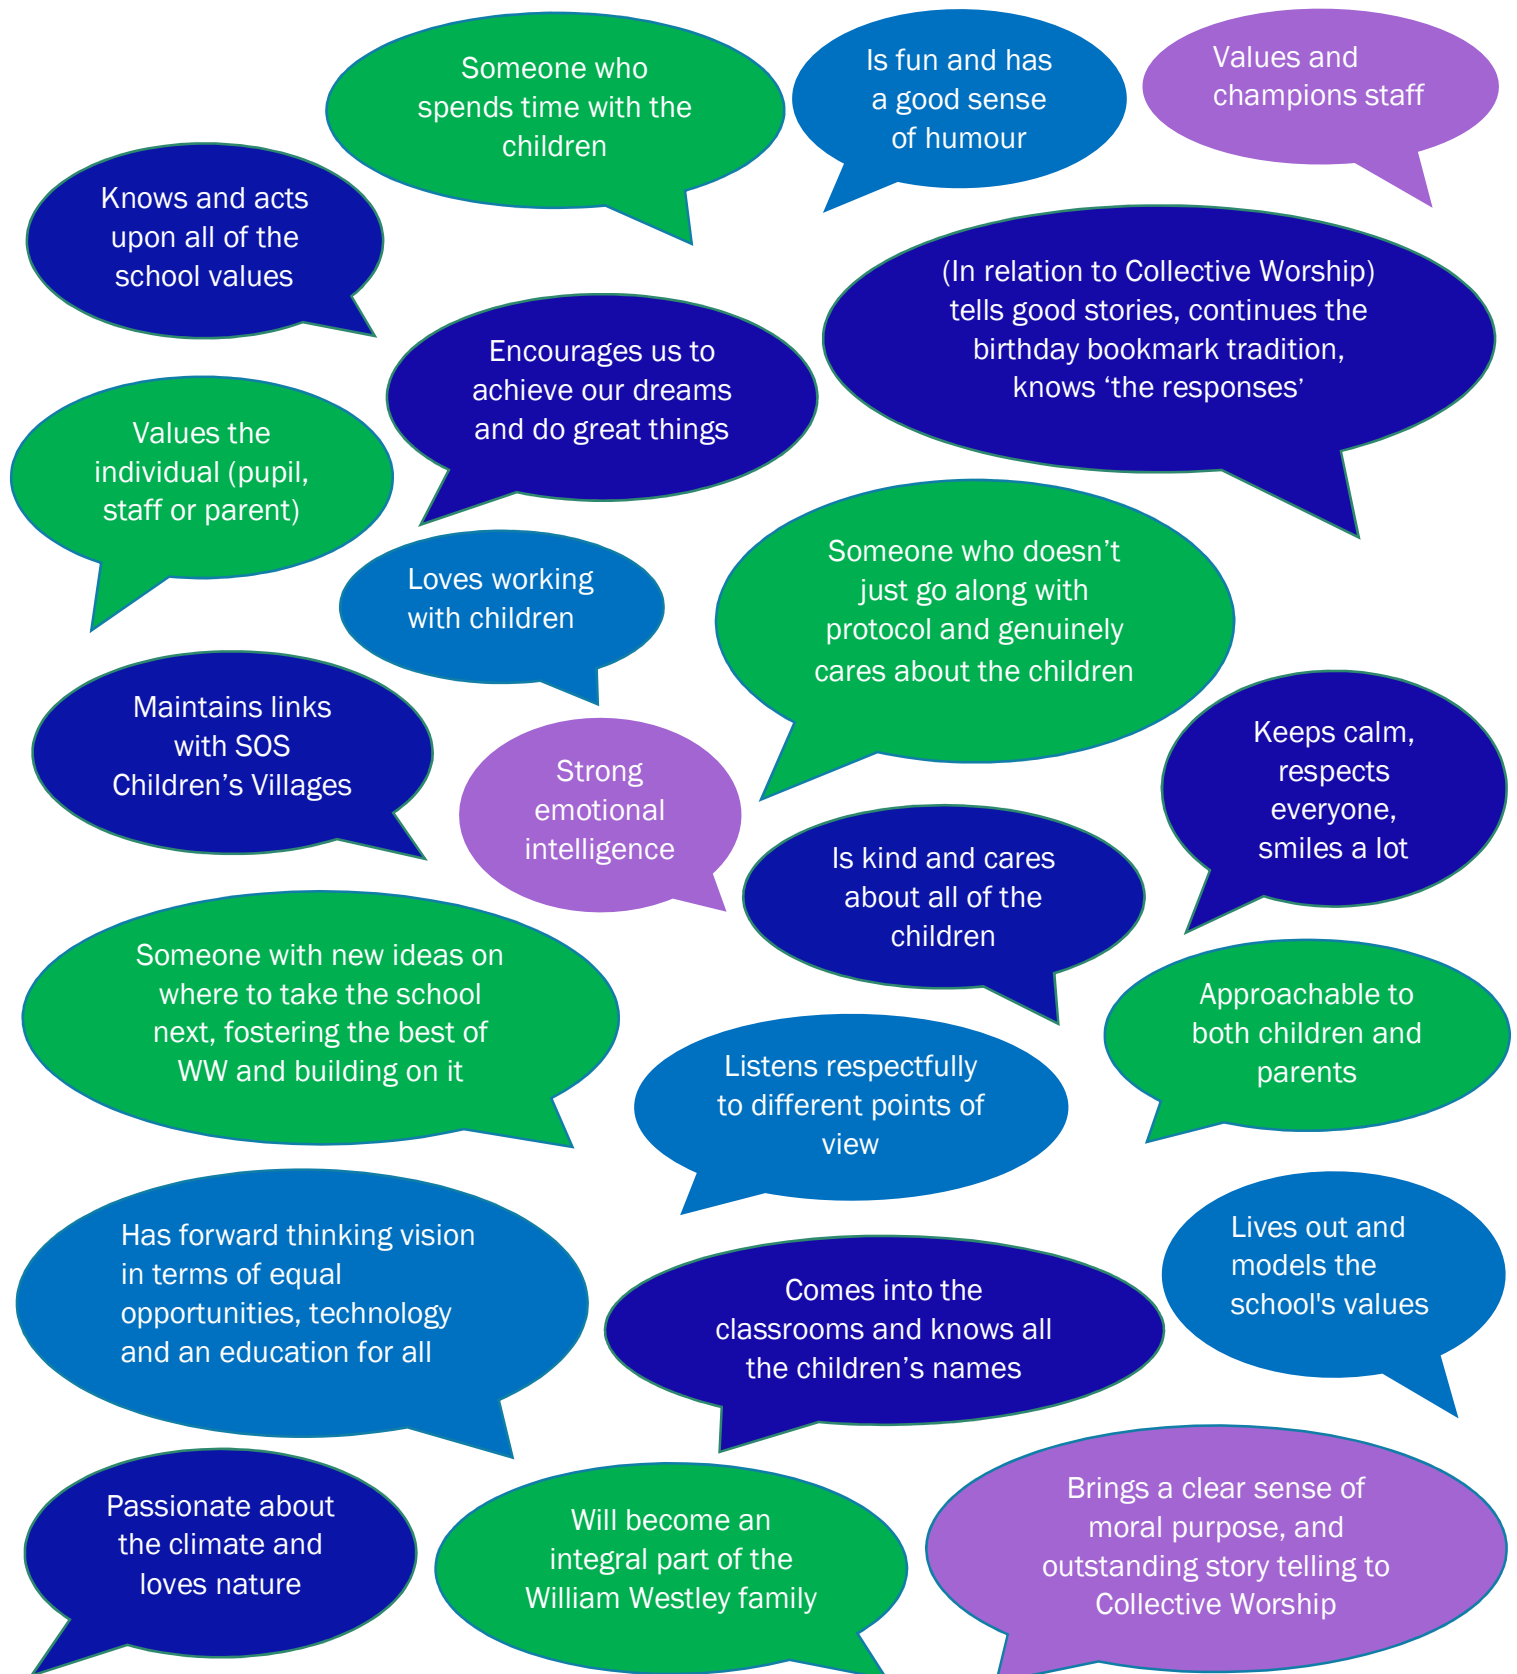 Someone who
spends time with the
children
Is fun and has
a good sense
of humour
Values and
champions staff
Knows and acts
upon all of the
school values
(In relation to Collective Worship)
tells good stories, continues the
birthday bookmark tradition,
knows ‘the responses’
Encourages us to
achieve our dreams
and do great things
Values the
individual (pupil,
staff or parent)
Someone who doesn’t
just go along with
protocol and genuinely
cares about the children
Loves working
with children
Maintains links
with SOS
Children’s Villages
Strong
emotional
intelligence
Keeps calm,
respects
everyone,
smiles a lot
Is kind and cares
about all of the
children
Someone with new ideas on
where to take the school
next, fostering the best of
WW and building on it
Approachable to
both children and
parents
Listens respectfully
to different points of
view
Has forward thinking vision
in terms of equal
opportunities, technology
and an education for all
Lives out and
models the
school's values
Comes into the
classrooms and knows all
the children’s names
Passionate about
the climate and
loves nature
Will become an
integral part of the
William Westley family
Brings a clear sense of
moral purpose, and
outstanding story telling to
Collective Worship